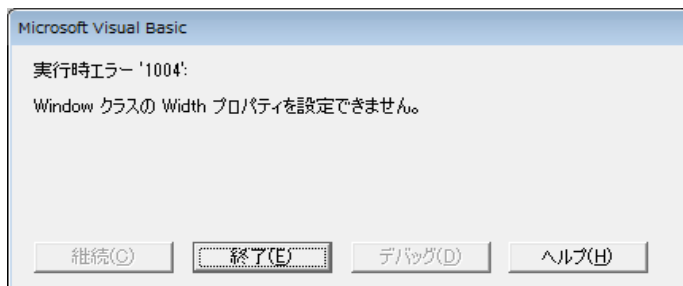 Microsoft Visual Basic
実行時エラー '1004':
Window クラスの Width プロパティを設定できません。
継続(C)
終了(E)
デバッグ(D)
ヘルプ(H)